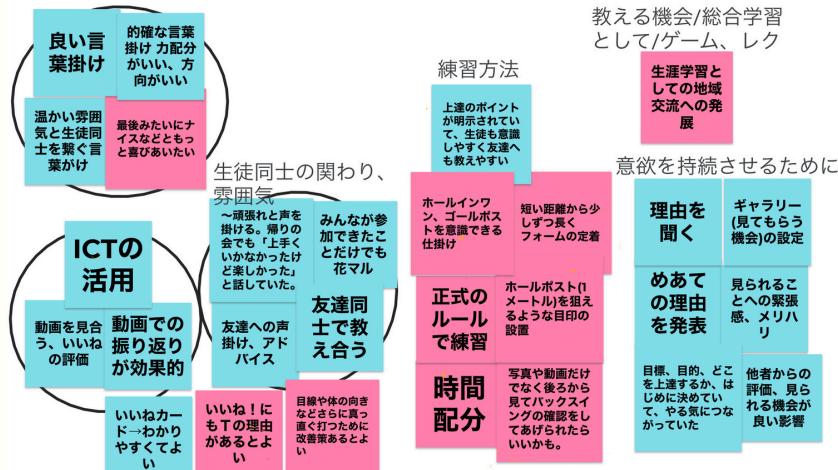 良い言
葉掛け
的確な言葉
掛け 力配分
がいい、方
向がいい
温かい雰囲
気と生徒同
士を繋ぐ言
葉がけ
最後みたいにナ
イスなどともっ
と喜びあいたい
生徒同士の関わり、
雰囲気
〜頑張れと声を
掛ける。帰りの
会でも「上手く
いかなかったけ
ど楽しかった」
と話していた。
みんなが参
加できたこ
とだけでも
花マル
友達への声
掛け、アド
バイス
友達同
士で教
え合う
ICTの
活用
動画を見合
う、いいね
の評価
動画での
振り返り
が効果的
いいねカー
ド→わかり
やすくてよ
い
いいね！に
もTの理由
があるとよ
い
目線や体の向き
などさらに真っ
直ぐ打つために
改善策あるとよ
い
練習方法
上達のポイント
が明示されてい
て、生徒も意識
しやすく友達へ
も教えやすい
ホールインワ
ン、ゴールポス
トを意識できる
仕掛け
短い距離から少
しずつ長く
フォームの定着
正式の
ルール
で練習
ホールポスト(1
メートル)を狙え
るような目印の
設置
時間
配分
写真や動画だけ
でなく後ろから
見てバックスイ
ングの確認をし
てあげられたら
いいかも。
教える機会/総合学習
として/ゲーム、レク
生涯学習と
しての地域
交流への発
展
意欲を持続させるために
理由を
聞く
ギャラリー
(見てもらう
機会)の設定
めあて
の理由
を発表
見られるこ
とへの緊張
感、メリハ
リ
目標、目的、どこ
を上達するか、は
じめに決めてい
て、やる気につな
がっていた
他者からの
評価、見ら
れる機会が
良い影響